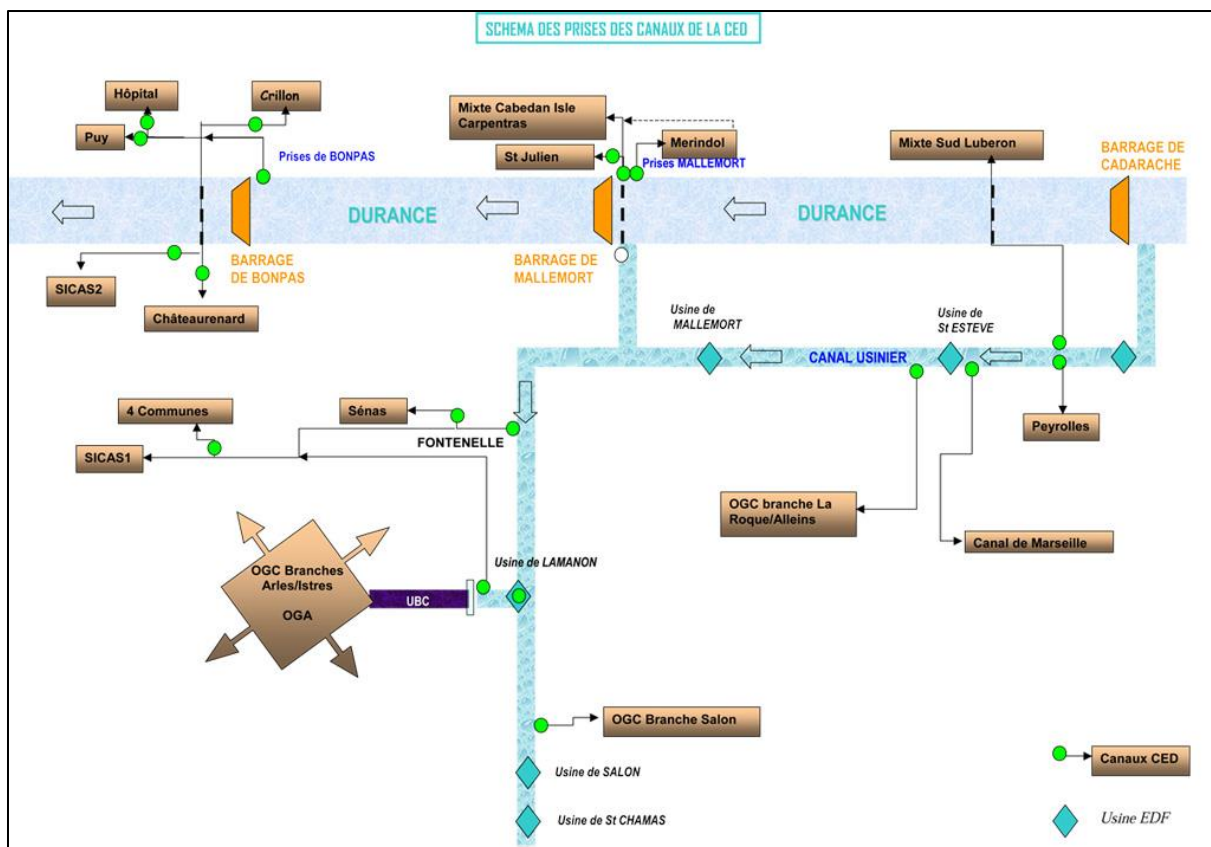 SCHEMA DES PRISES DES CANAUX DE LA CED
Hôpital
Crillon
Puy
Prises de BONPAS
Mixte Cabedan Isle
Carpentras
St Julien
Merindol
Prises MALLEMORT
Mixte Sud Luberon
BARRAGE DE
CADARACHE
DURANCE
DURANCE
BARRAGE
DE BONPAS
BARRAGE DE
MALLEMORT
SICAS2
Châteaurenard
Usine de
MALLEMORT
Usine de
St ESTEVE
CANAL USINIER
4 Communes
Sénas
FONTENELLE
SICAS1
Peyrolles
OGC branche La
Roque/Alleins
Canal de Marseille
OGC Branches
Arles/Istres
OGA
UBC
Usine de LAMANON
OGC Branche Salon
Usine de SALON
Usine de St CHAMAS
Canaux CED
Usine EDF